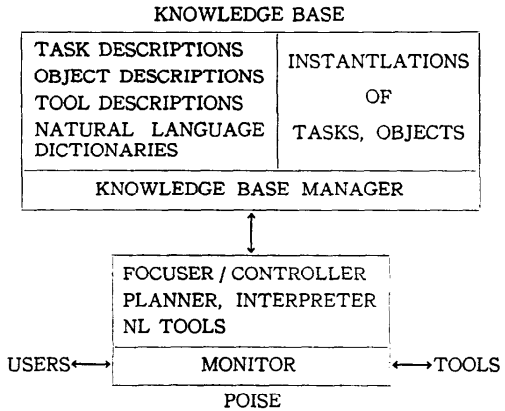 KNOWLEDGE BASE
TASK DESCRIPTIONS
OBJECT DESCRIPTIONS
TOOL DESCRIPTIONS
NATURAL LANGUAGE
DICTIONARIES
INSTANTLATIONS
OF
TASKS, OBJECTS
KNOWLEDGE BASE MANAGER
FOCUSER / CONTROLLER
PLANNER, INTERPRETER
NL TOOLS
USERS
MONITOR
TOOLS
POISE